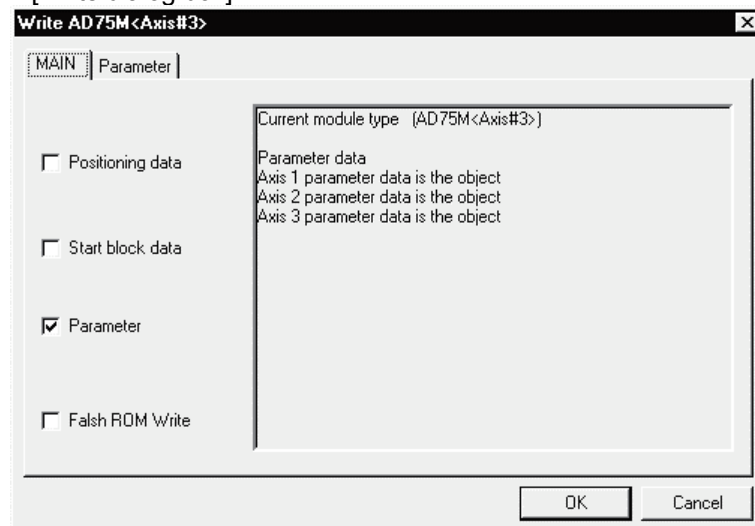 Write AD75M<Axis#3>
MAIN
Parameter
Current module type (AD75M<Axis#3>)
Parameter data
Axis 1 parameter data is the object
Axis 2 parameter data is the object
Axis 3 parameter data is the object
Positioning data
Start block data
Parameter
Falsh ROM Write
OK
Cancel